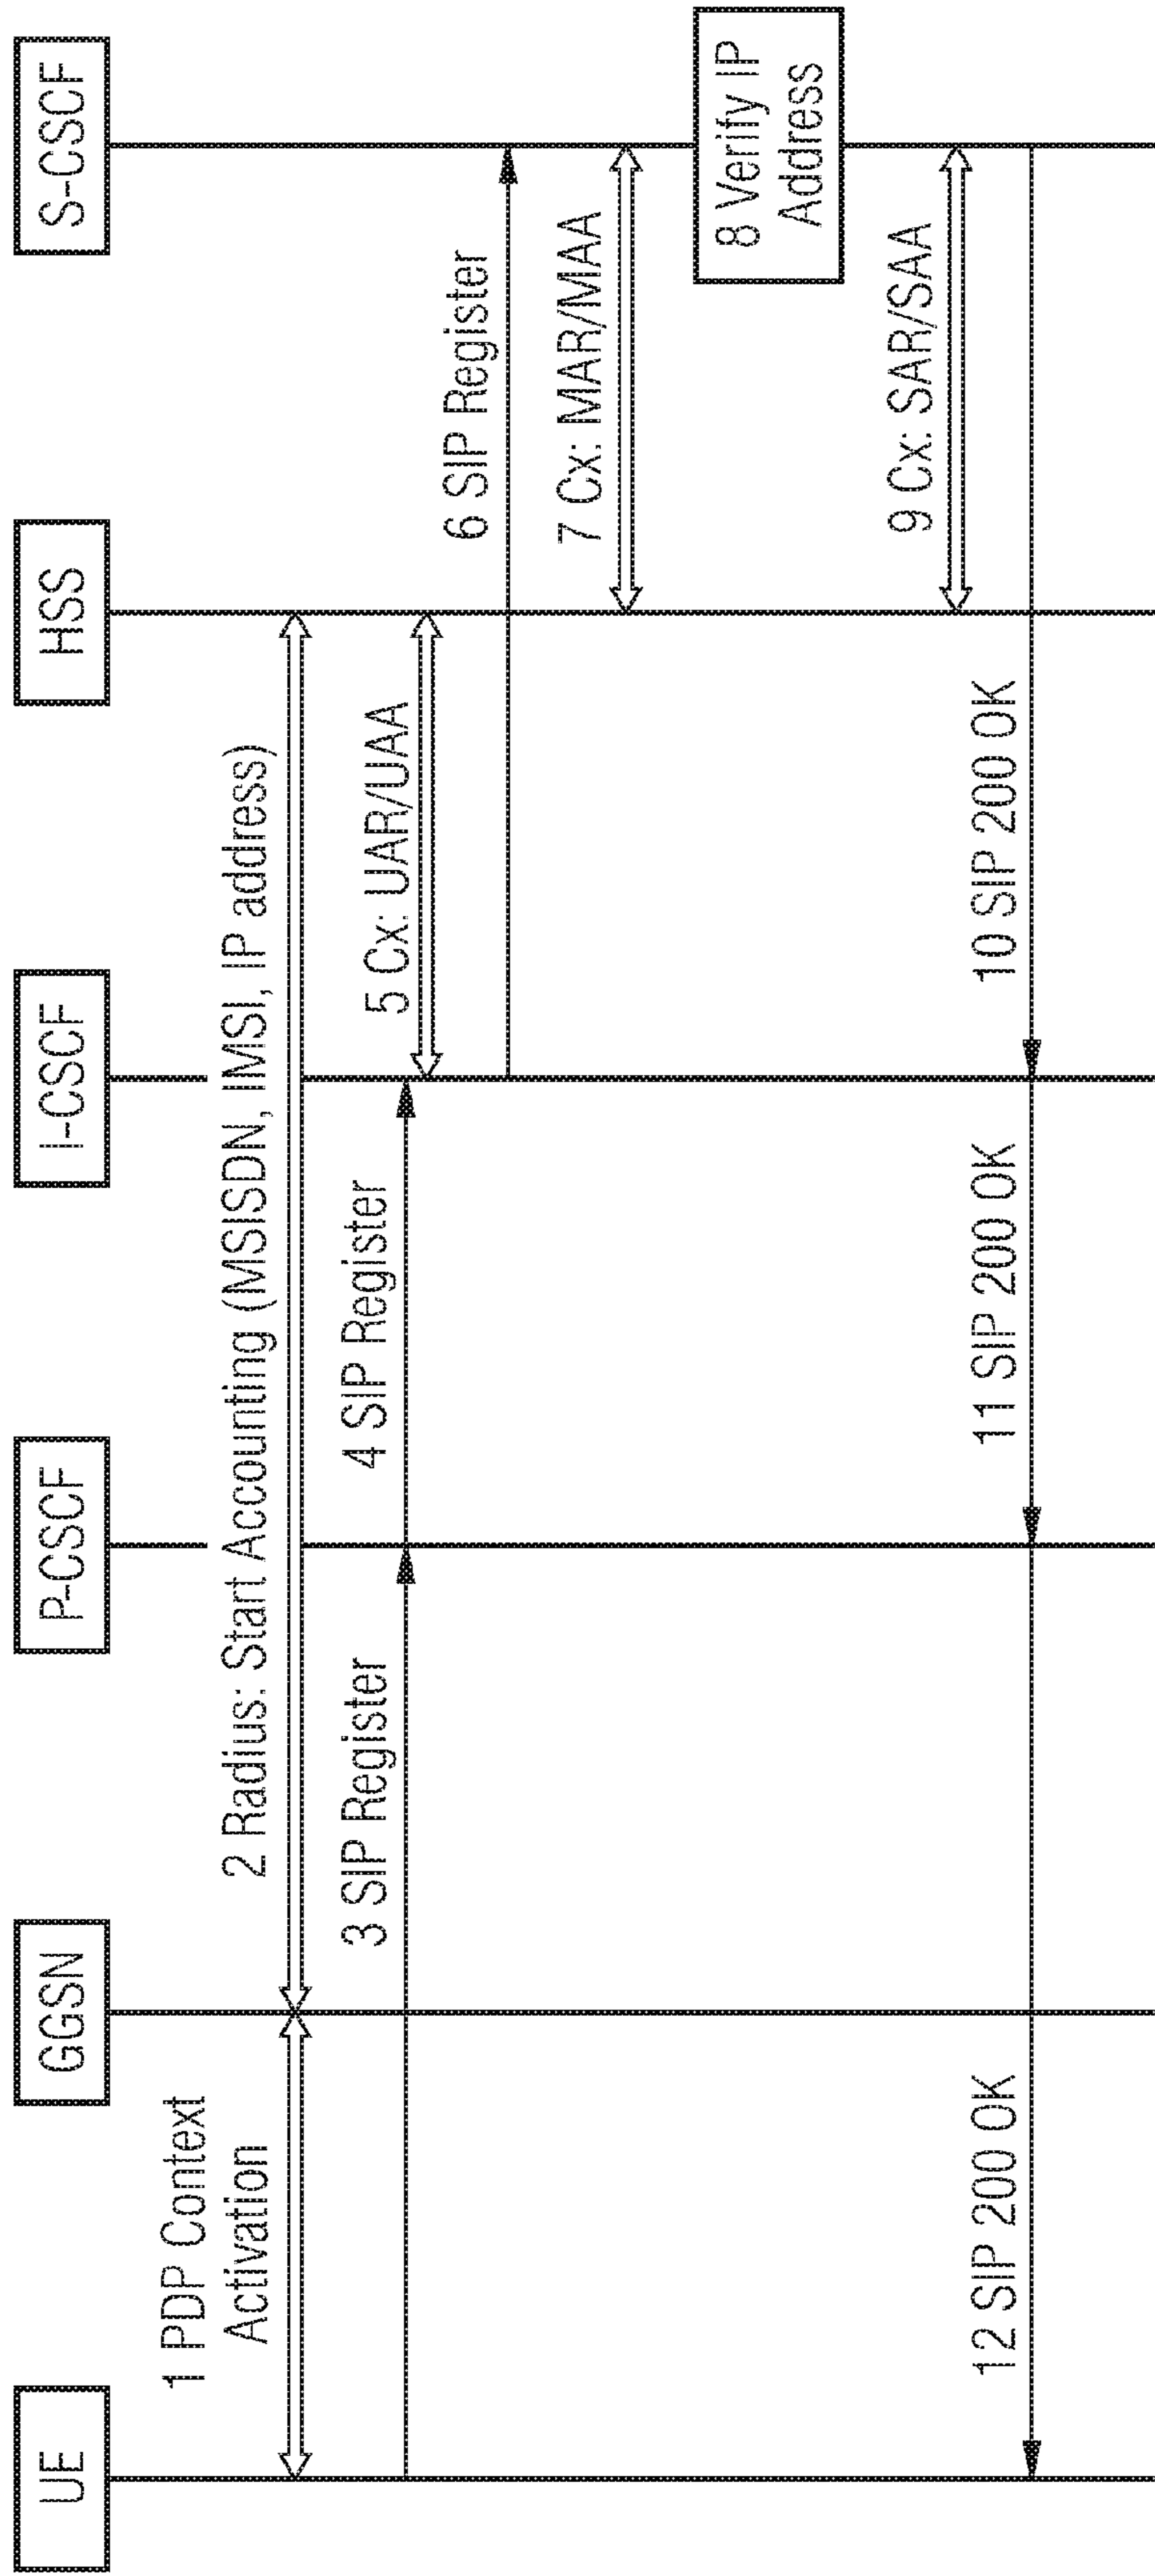 UE
GGSN
P-CSCF
I-CSCF
HSS
S-CSCF
1 PDP Context
Activation
2 Radius: Start Accounting (MSISDN, IMSI, IP address)
3 SIP Register
4 SIP Register
5 Cx: UAR/UAA
6 SIP Register
7 Cx: MAR/MAA
8 Verify IP
Address
9 Cx: SAR/SAA
10 SIP 200 OK
11 SIP 200 OK
12 SIP 200 OK